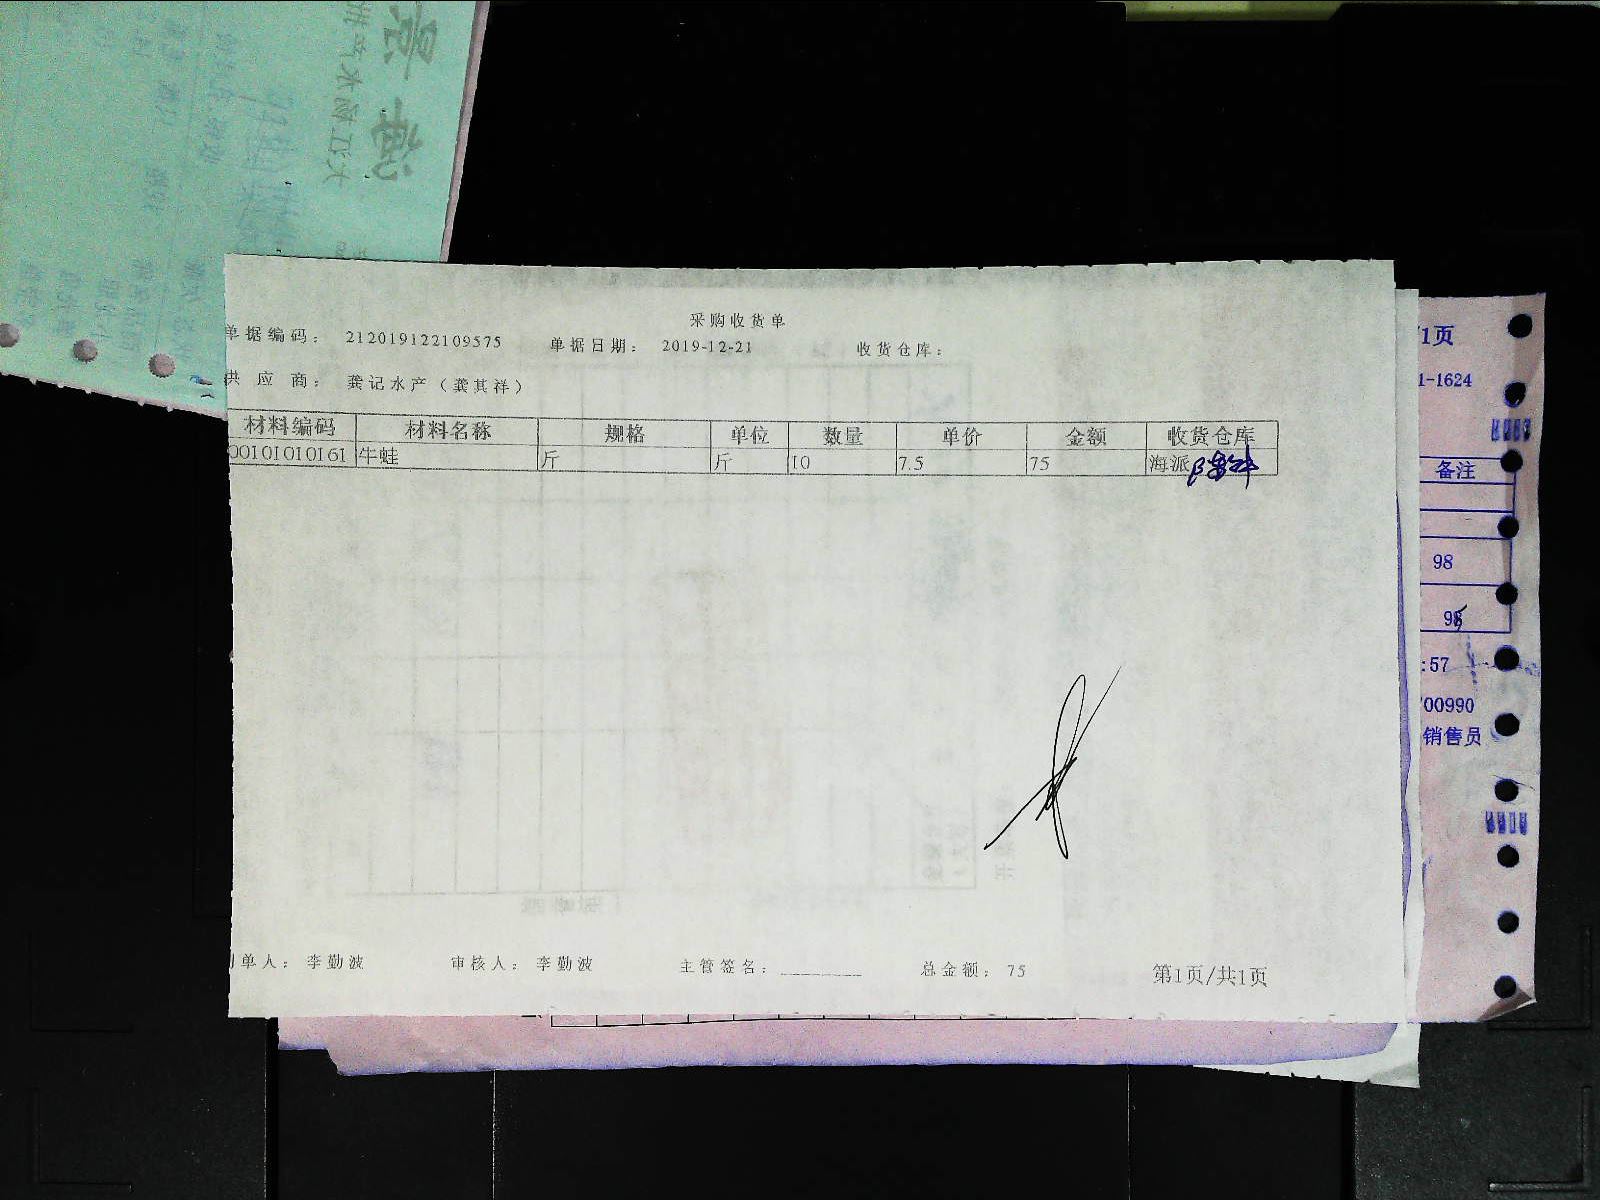 采购收货单
单据编码： 212019122109575 单据日期： 2019-12-21 收货仓库：
供 应 商： 龚记水产（龚其祥）
材料编码 材料名称 规格 单位 数量 单价 金额 收货仓库
00101010161 牛蛙 斤 斤 10 7.5 75 海派
单人： 李勤波 审核人： 李勤波 主管签名： 总金额： 75 第1页/共1页
1页
1-1624
备注
98
98
:57
00990
销售员